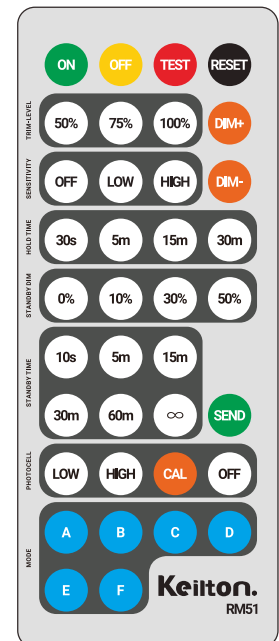 ON OFF TEST RESET
TRIM-LEVEL 50% 75% 100% DIM+
SENSITIVITY OFF LOW HIGH DIM-
HOLD TIME 30s 5m 15m 30m
STANDBY DIM 0% 10% 30% 50%
STANDBY TIME 10s 5m 15m
30m 60m ∞ SEND
PHOTOCELL LOW HIGH CAL OFF
MODE A B C D
E F Keilton.
RM51